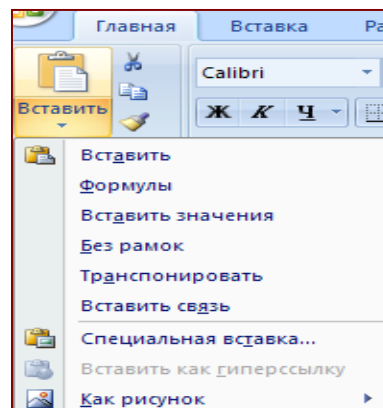 Главная Вставка Ра
Calibri
Вставить Ж К Ч
Вставить
Формулы
Вставить значения
Без рамок
Транспонировать
Вставить связь
Специальная вставка...
Вставить как гиперссылку
Как рисунок